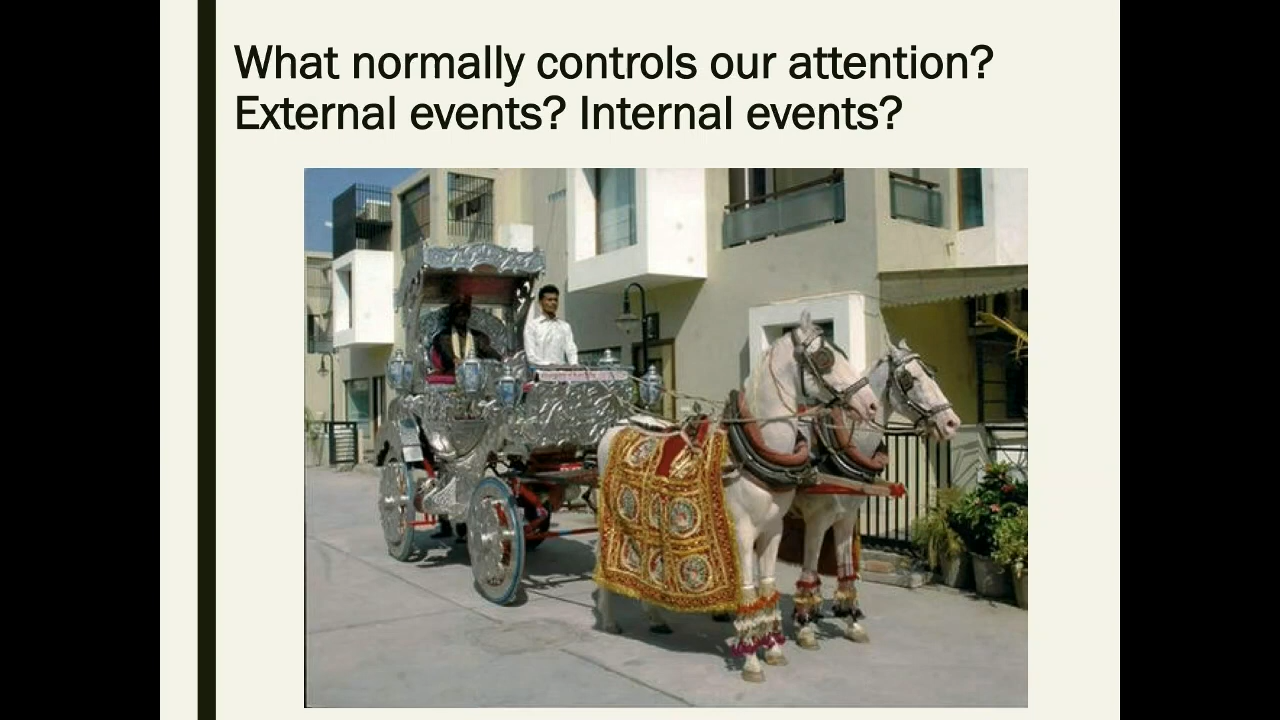 What normally controls our attention?
External events? Internal events?